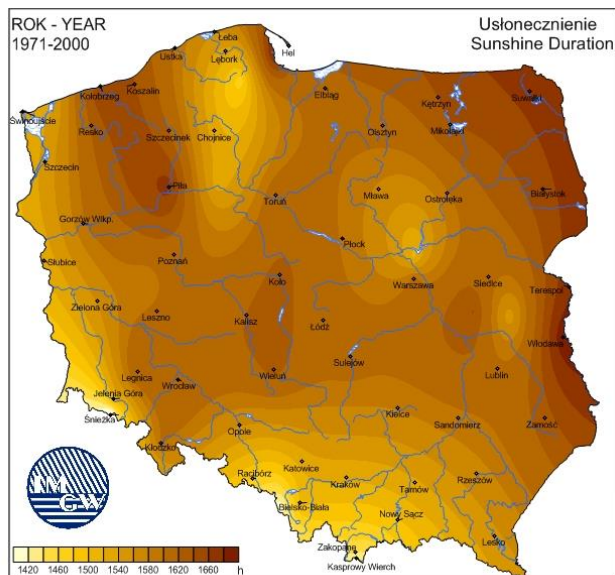 ROK - YEAR
1971-2000
Usłonecznienie
Sunshine Duration
Łeba
Ustka
Lębork
Hel
Koszalin
Kołobrzeg
Świnoujście
Resko
Szczecinek
Chojnice
Elbląg
Kętrzyn
Suwałki
Olsztyn
Mikołajki
Szczecin
Piła
Toruń
Mława
Ostrołęka
Białystok
Gorzów Wlkp.
Płock
Słubice
Poznań
Koło
Warszawa
Siedlce
Terespol
Zielona Góra
Leszno
Kalisz
Łódź
Włodawa
Sulejów
Legnica
Wrocław
Wieluń
Lublin
Jelenia Góra
Śnieżka
Kielce
Sandomierz
Zamość
Opole
Kłodzko
Katowice
Racibórz
Kraków
Tarnów
Rzeszów
Bielsko-Biała
Nowy Sącz
Lesko
Zakopane
Kasprowy Wierch
IMGW
1420 1460 1500 1540 1580 1620 1660 h